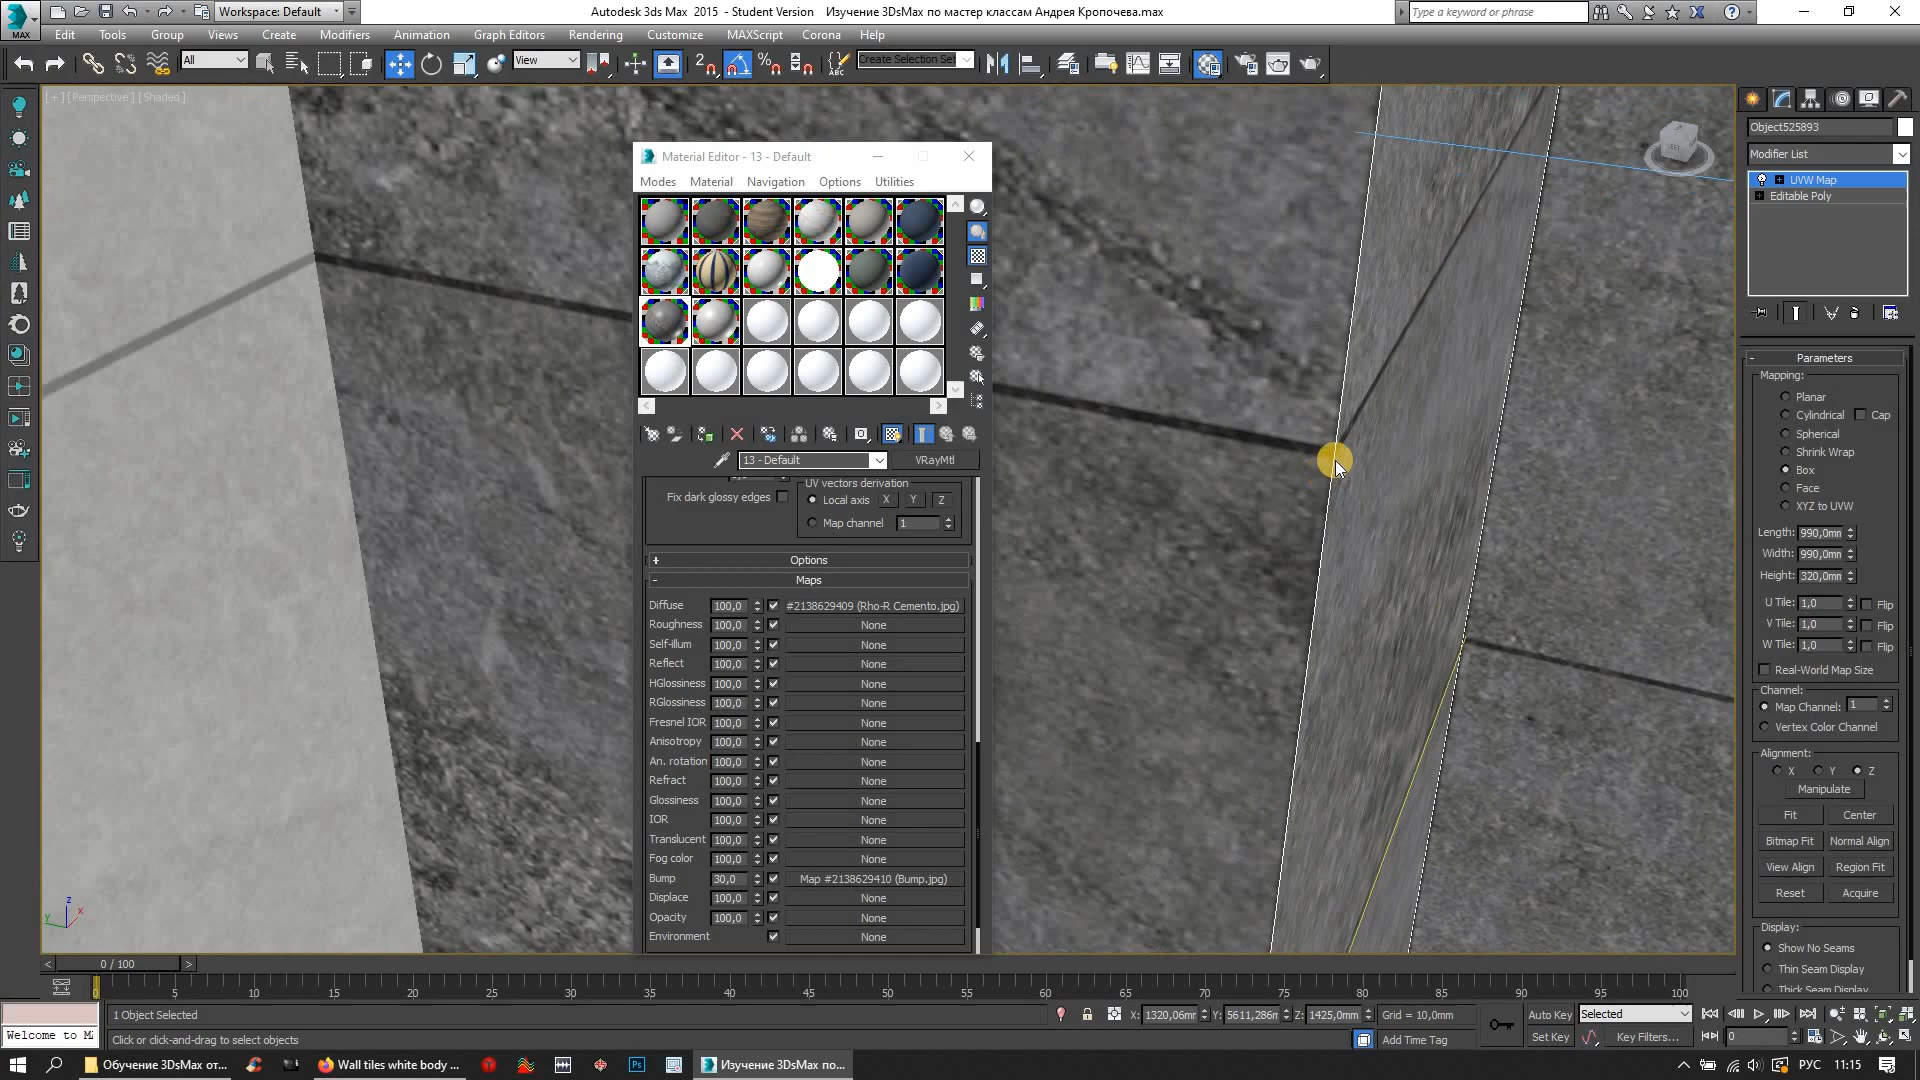 Workspace: Default
Autodesk 3ds Max 2015 - Student Version Изучение 3DsMax по мастер классам Андрея Кропочева.max
Type a keyword or phrase
MAX
Edit Tools Group Views Create Modifiers Animation Graph Editors Rendering Customize MAXScript Corona Help
All
View
Create Selection Set
[+] [Perspective] [Shaded]
Object525893
Modifier List
UVW Map
Editable Poly
Material Editor - 13 - Default
Modes Material Navigation Options Utilities
13 - Default
VRayMtl
Fix dark glossy edges
UV vectors derivation
Local axis X Y Z
Map channel 1
+ Options
- Maps
Diffuse 100,0 #2138629409 (Rho-R Cemento.jpg)
Roughness 100,0 None
Self-illum 100,0 None
Reflect 100,0 None
HGlossiness 100,0 None
RGlossiness 100,0 None
Fresnel IOR 100,0 None
Anisotropy 100,0 None
An. rotation 100,0 None
Refract 100,0 None
Glossiness 100,0 None
IOR 100,0 None
Translucent 100,0 None
Fog color 100,0 None
Bump 30,0 Map #2138629410 (Bump.jpg)
Displace 100,0 None
Opacity 100,0 None
Environment None
- Parameters
Mapping:
Planar
Cylindrical Cap
Spherical
Shrink Wrap
Box
Face
XYZ to UVW
Length: 990,0mm
Width: 990,0mm
Height: 320,0mm
U Tile: 1,0 Flip
V Tile: 1,0 Flip
W Tile: 1,0 Flip
Real-World Map Size
Channel:
Map Channel: 1
Vertex Color Channel
Alignment:
X Y Z
Manipulate
Fit Center
Bitmap Fit Normal Align
View Align Region Fit
Reset Acquire
Display:
Show No Seams
Thin Seam Display
Thick Seam Display
z
x
y
< 0 / 100 >
0 5 10 15 20 25 30 35 40 45 50 55 60 65 70 75 80 85 90 95 100
1 Object Selected
X: 1320,06mm Y: 5611,286m Z: 1425,0mm Grid = 10,0mm
Auto Key Selected
Welcome to M
Click or click-and-drag to select objects
Add Time Tag
Set Key Key Filters... 0
Обучение 3DsMax от... Wall tiles white body ... Изучение 3DsMax по...
РУС 11:15